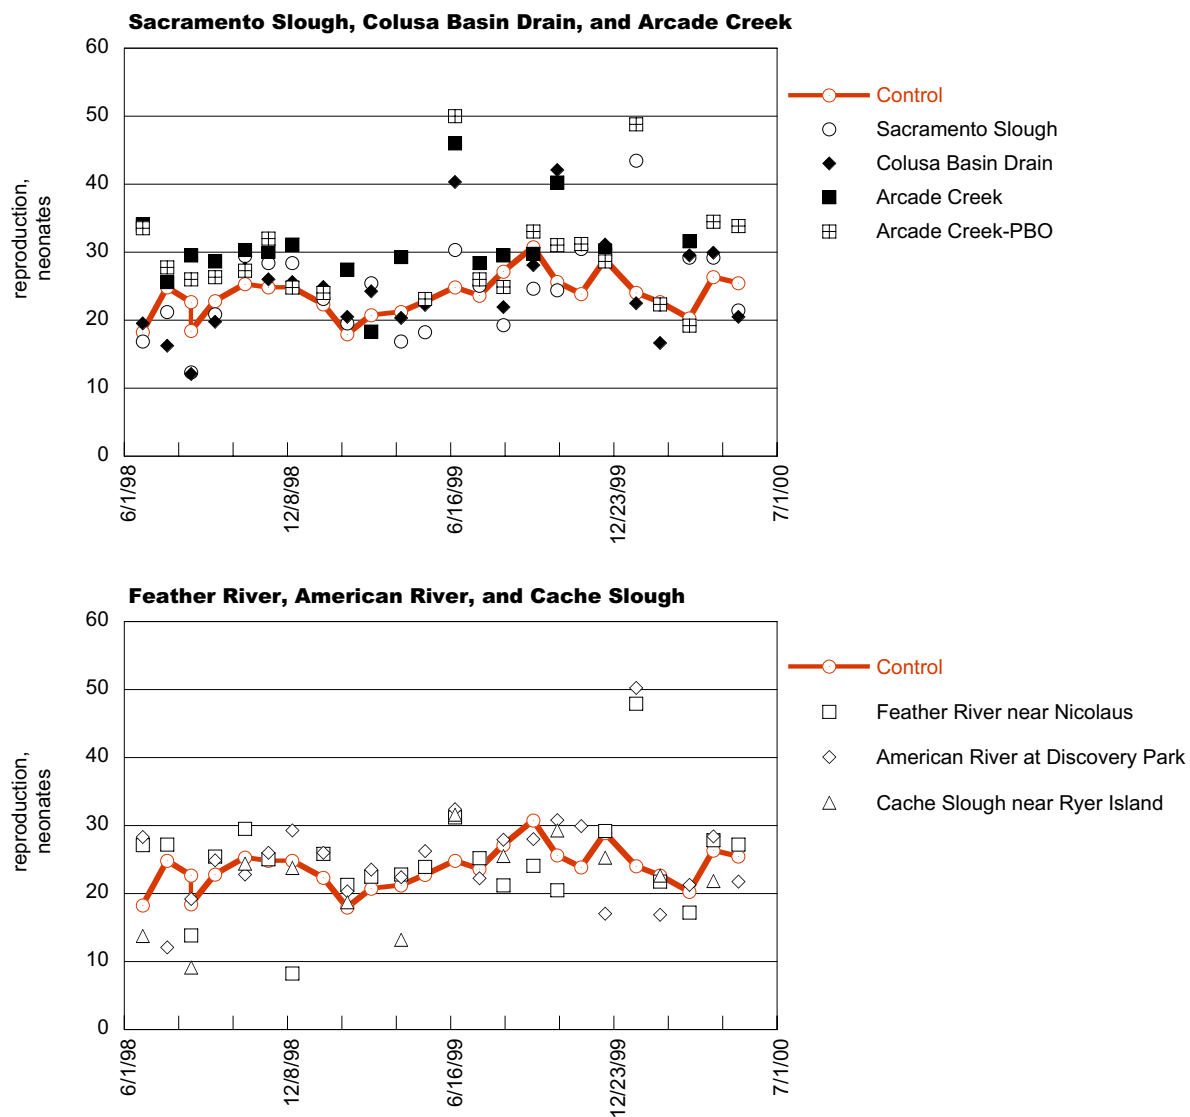 Sacramento Slough, Colusa Basin Drain, and Arcade Creek
60
50
40
30
20
10
0
reproduction,
neonates
6/1/98
12/8/98
6/16/99
12/23/99
7/1/00
Control
Sacramento Slough
Colusa Basin Drain
Arcade Creek
Arcade Creek-PBO
Feather River, American River, and Cache Slough
60
50
40
30
20
10
0
reproduction,
neonates
6/1/98
12/8/98
6/16/99
12/23/99
7/1/00
Control
Feather River near Nicolaus
American River at Discovery Park
Cache Slough near Ryer Island